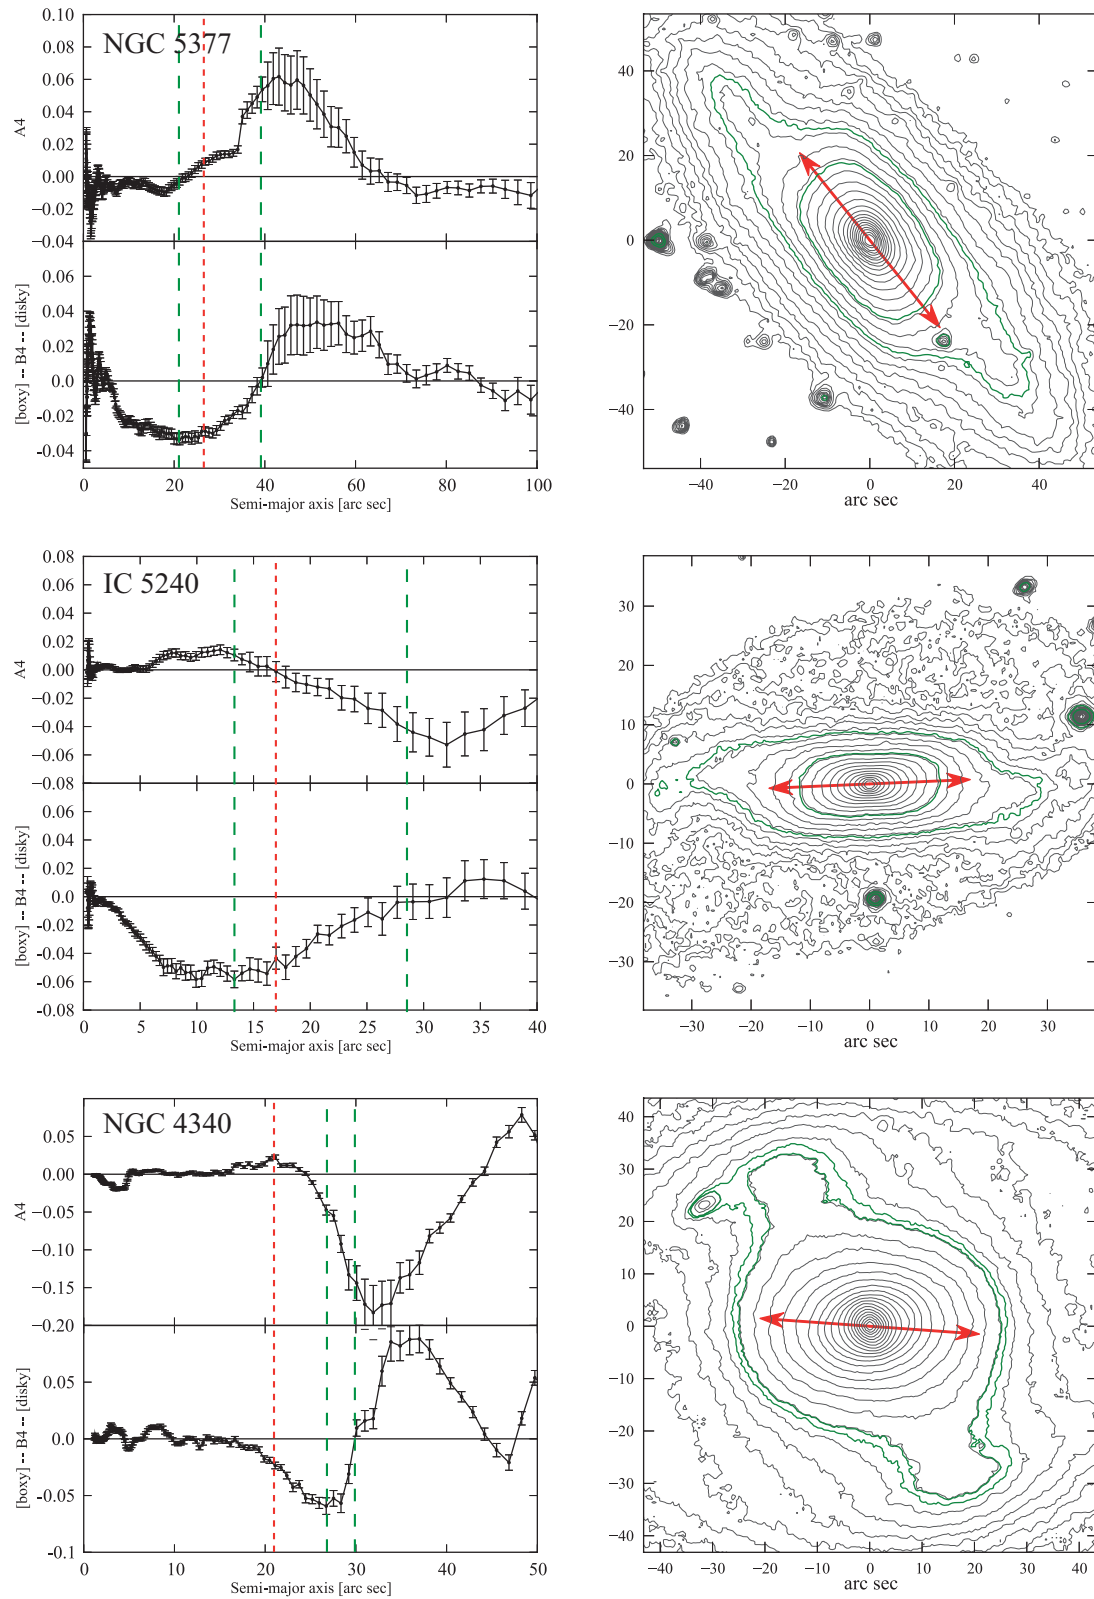 NGC 5377
0.10
0.08
0.06
0.04
0.02
0.00
−0.02
−0.04
A4
0.04
0.02
0.0
-0.02
-0.04
[boxy] -- B4 -- [disky]
0 20 40 60 80 100
Semi-major axis [arc sec]
40
20
0
−20
−40
−40 −20 0 20 40
arc sec
IC 5240
0.08
0.06
0.04
0.02
0.00
−0.02
−0.04
−0.06
−0.08
A4
0.08
0.06
0.04
0.02
0.0
-0.02
-0.04
-0.06
-0.08
[boxy] -- B4 -- [disky]
0 5 10 15 20 25 30 35 40
Semi-major axis [arc sec]
30
20
10
0
−10
−20
−30
−30 −20 −10 0 10 20 30
arc sec
NGC 4340
0.05
0.00
−0.05
−0.10
−0.15
−0.20
A4
0.05
0.0
-0.05
-0.1
[boxy] -- B4 -- [disky]
0 10 20 30 40 50
Semi-major axis [arc sec]
40
30
20
10
0
−10
−20
−30
−40
−40 −30 −20 −10 0 10 20 30 40
arc sec